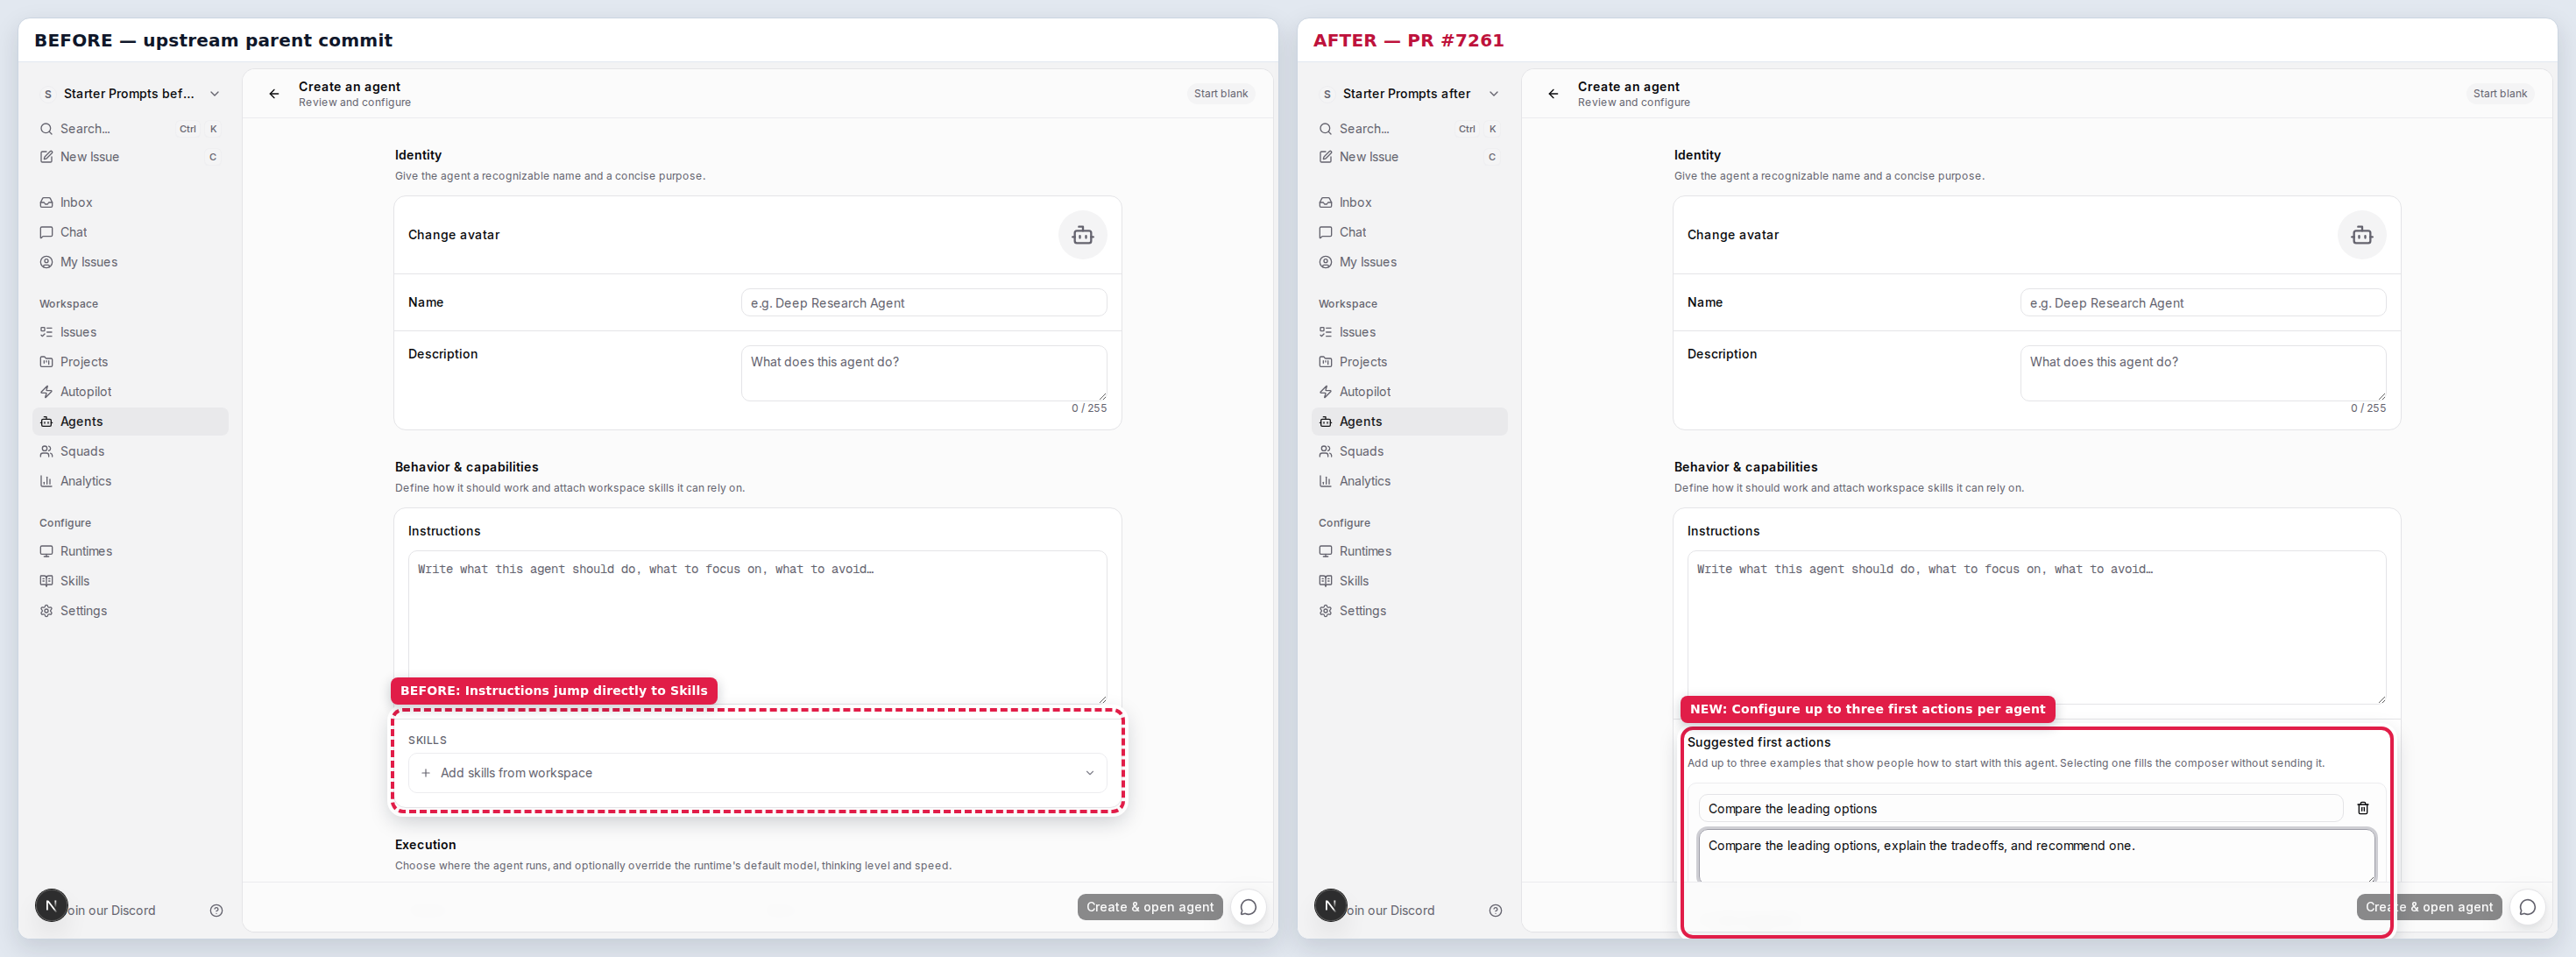 BEFORE — upstream parent commit
S Starter Prompts bef...
Search... Ctrl K
New Issue C
Inbox
Chat
My Issues
Workspace
Issues
Projects
Autopilot
Agents
Squads
Analytics
Configure
Runtimes
Skills
Settings
N oin our Discord
Create an agent
Review and configure
Start blank
Identity
Give the agent a recognizable name and a concise purpose.
Change avatar
Name
e.g. Deep Research Agent
Description
What does this agent do?
0 / 255
Behavior & capabilities
Define how it should work and attach workspace skills it can rely on.
Instructions
Write what this agent should do, what to focus on, what to avoid…
BEFORE: Instructions jump directly to Skills
SKILLS
Add skills from workspace
Execution
Choose where the agent runs, and optionally override the runtime's default model, thinking level and speed.
Create & open agent
AFTER — PR #7261
S Starter Prompts after
Search... Ctrl K
New Issue C
Inbox
Chat
My Issues
Workspace
Issues
Projects
Autopilot
Agents
Squads
Analytics
Configure
Runtimes
Skills
Settings
N oin our Discord
Create an agent
Review and configure
Start blank
Identity
Give the agent a recognizable name and a concise purpose.
Change avatar
Name
e.g. Deep Research Agent
Description
What does this agent do?
0 / 255
Behavior & capabilities
Define how it should work and attach workspace skills it can rely on.
Instructions
Write what this agent should do, what to focus on, what to avoid…
NEW: Configure up to three first actions per agent
Suggested first actions
Add up to three examples that show people how to start with this agent. Selecting one fills the composer without sending it.
Compare the leading options
Compare the leading options, explain the tradeoffs, and recommend one.
Create & open agent